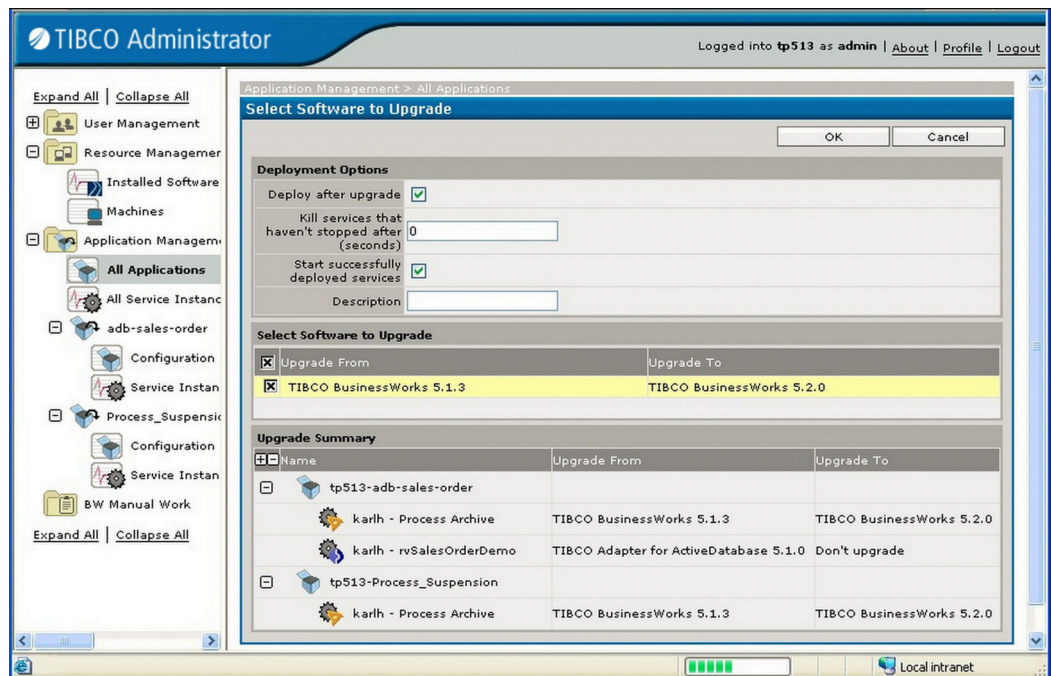 TIBCO Administrator
Logged into tp513 as admin | About | Profile | Logout
Expand All | Collapse All
User Management
Resource Managemer
Installed Software
Machines
Application Managem
All Applications
All Service Instanc
adb-sales-order
Configuration
Service Instan
Process_Suspensio
Configuration
Service Instan
BW Manual Work
Expand All | Collapse All
Application Management > All Applications
Select Software to Upgrade
OK Cancel
Deployment Options
Deploy after upgrade
Kill services that
haven't stopped after 0
(seconds)
Start successfully
deployed services
Description
Select Software to Upgrade
Upgrade From Upgrade To
TIBCO BusinessWorks 5.1.3 TIBCO BusinessWorks 5.2.0
Upgrade Summary
Name Upgrade From Upgrade To
tp513-adb-sales-order
karlh - Process Archive TIBCO BusinessWorks 5.1.3 TIBCO BusinessWorks 5.2.0
karlh - rvSalesOrderDemo TIBCO Adapter for ActiveDatabase 5.1.0 Don't upgrade
tp513-Process_Suspension
karlh - Process Archive TIBCO BusinessWorks 5.1.3 TIBCO BusinessWorks 5.2.0
Local intranet